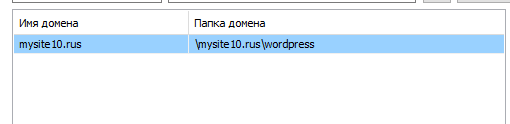 Имя домена Папка домена
mysite10.rus \mysite10.rus\wordpress